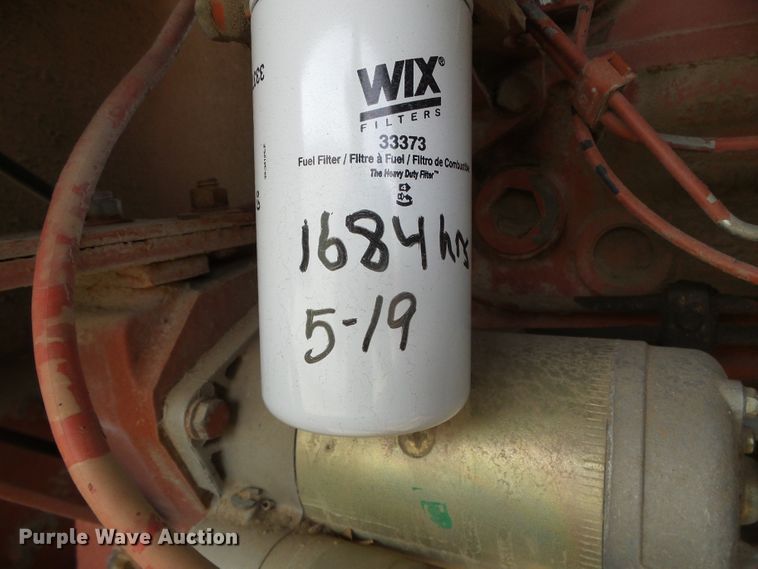 WIX®
FILTERS
33373
Fuel Filter / Filtre à Fuel / Filtro de Combustible
The Heavy Duty Filter™
1684 hrs
5-19
Purple Wave Auction